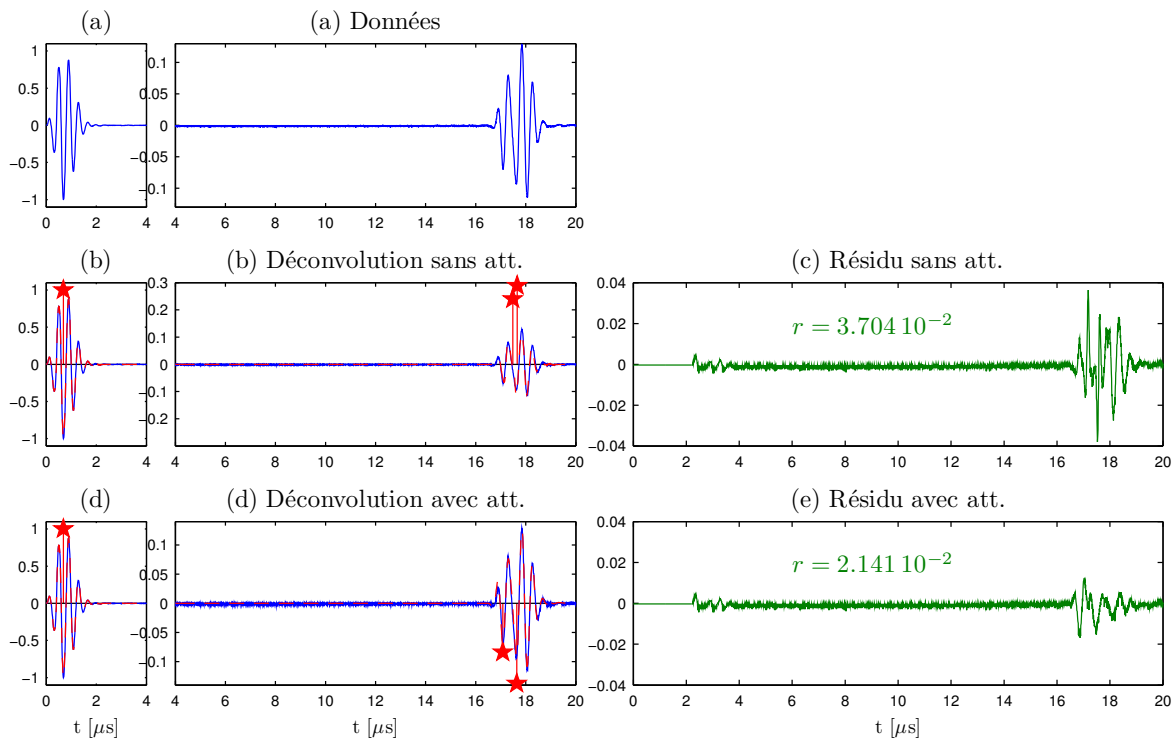 (a)
(a) Données
1
0.5
0
−0.5
−1
0 2 4
0.1
0.05
0
−0.05
−0.1
4 6 8 10 12 14 16 18 20
(b)
(b) Déconvolution sans att.
(c) Résidu sans att.
1
0.5
0
−0.5
−1
0 2 4
0.3
0.2
0.1
0
−0.1
0.2
0.3
4 6 8 10 12 14 16 18 20
0.04
0.02
0
−0.02
−0.04
r = 3.704 10−2
0 2 4 6 8 10 12 14 16 18 20
(d)
(d) Déconvolution avec att.
(e) Résidu avec att.
1
0.5
0
−0.5
−1
0 2 4
t [μs]
0.1
0.05
0
−0.05
0.1
4 6 8 10 12 14 16 18 20
t [μs]
0.04
0.02
0
−0.02
−0.04
r = 2.141 10−2
0 2 4 6 8 10 12 14 16 18 20
t [μs]